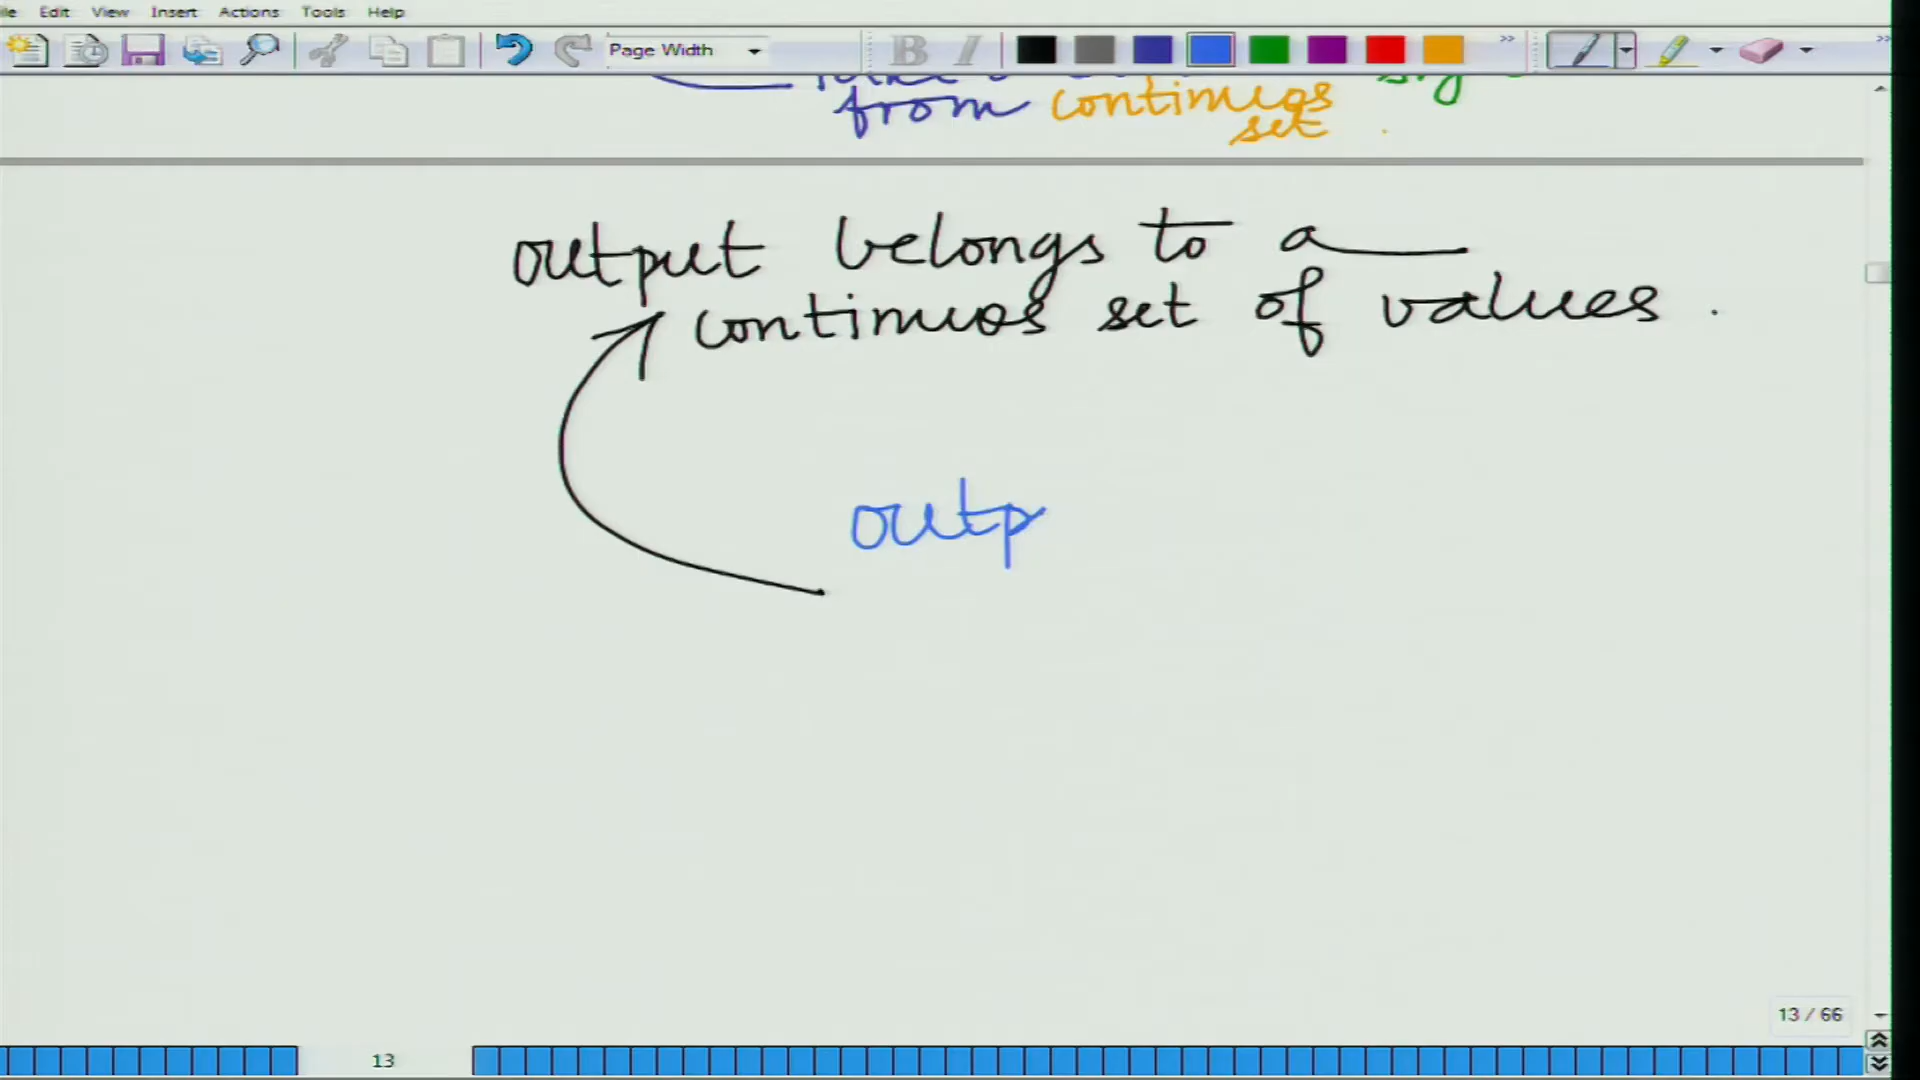 Edit View Insert Actions Tools Help
Page Width
from continuos
set .
output belongs to a
continuos set of values .
outp
13 / 66
13